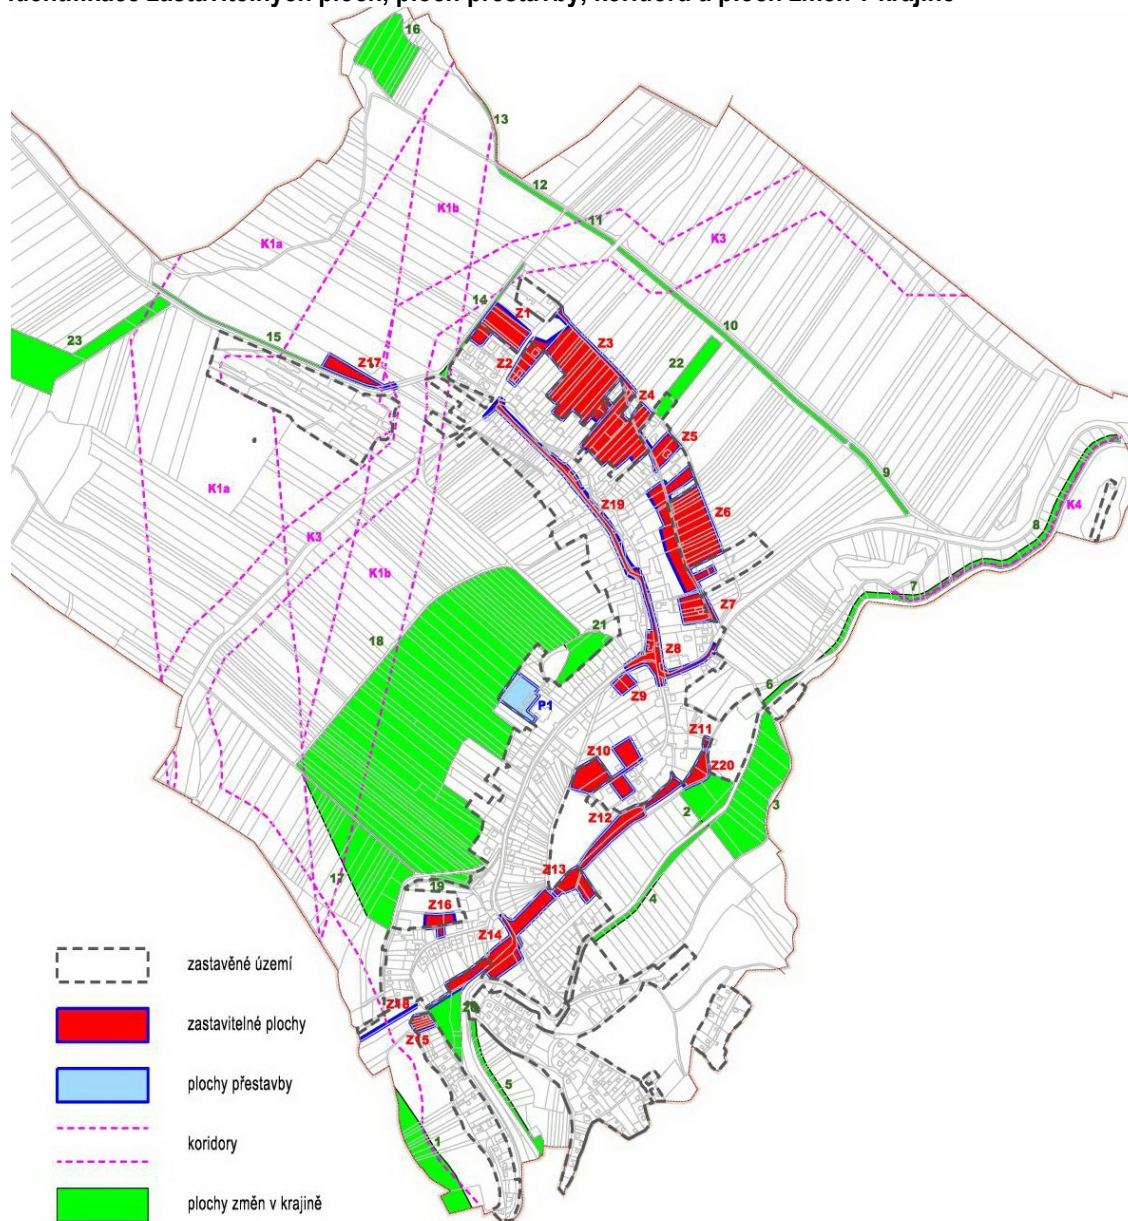 identifikace zastavitelných ploch, ploch přestavby, koridorů a ploch změn v krajině
16
13
12
11
K1b
K3
K1a
14
Z1
10
15
23
Z17
Z2
Z3
22
Z4
Z5
9
K1a
Z19
Z6
8
K4
K3
K1b
7
18
21
Z7
Z8
6
Z9
P1
Z11
Z10
Z20
2
3
Z12
Z13
17
19
4
Z16
Z14
zastavěné území
Z18
20
zastavitelné plochy
Z15
plochy přestavby
5
1
koridory
plochy změn v krajině